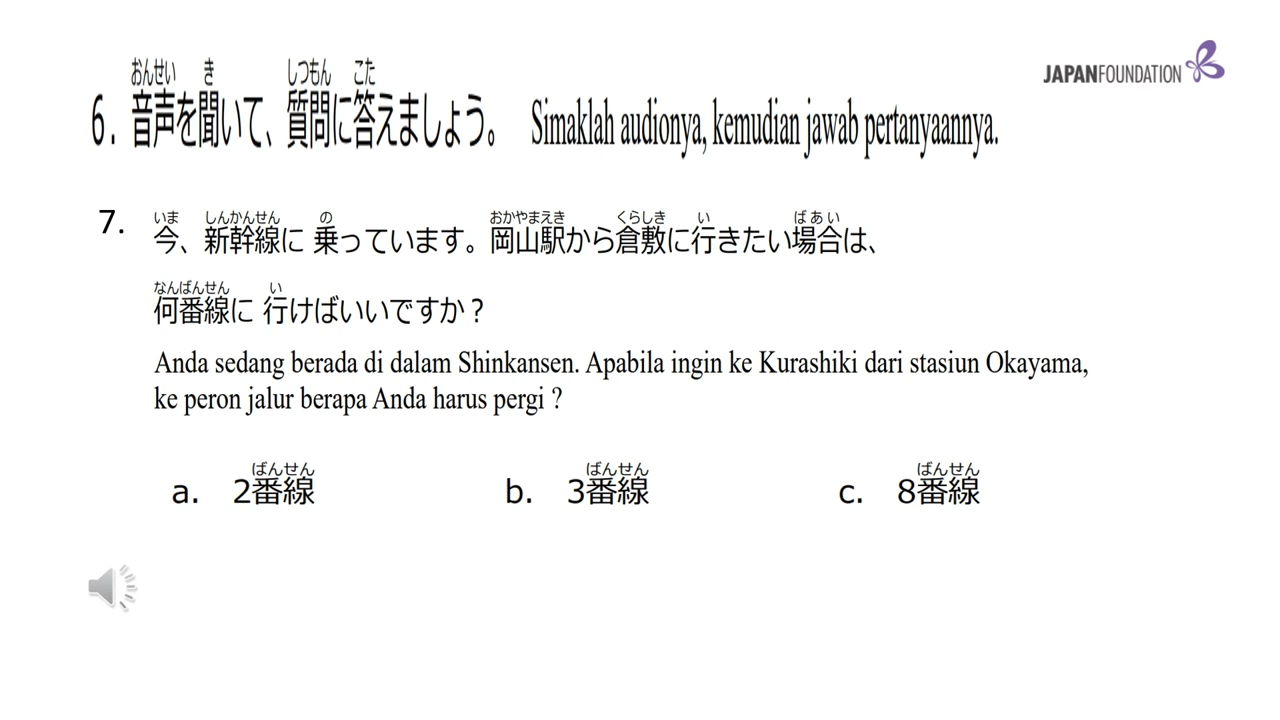 JAPANFOUNDATION
おんせい き しつもん こた
6. 音声を聞いて、質問に答えましょう。 Simaklah audionya, kemudian jawab pertanyaannya.
いま しんかんせん の おかやまえき くらしき い ばあい
7. 今、新幹線に 乗っています。岡山駅から倉敷に行きたい場合は、
なんばんせん い
何番線に 行けばいいですか？
Anda sedang berada di dalam Shinkansen. Apabila ingin ke Kurashiki dari stasiun Okayama,
ke peron jalur berapa Anda harus pergi ?
ばんせん ばんせん ばんせん
a. 2番線 b. 3番線 c. 8番線